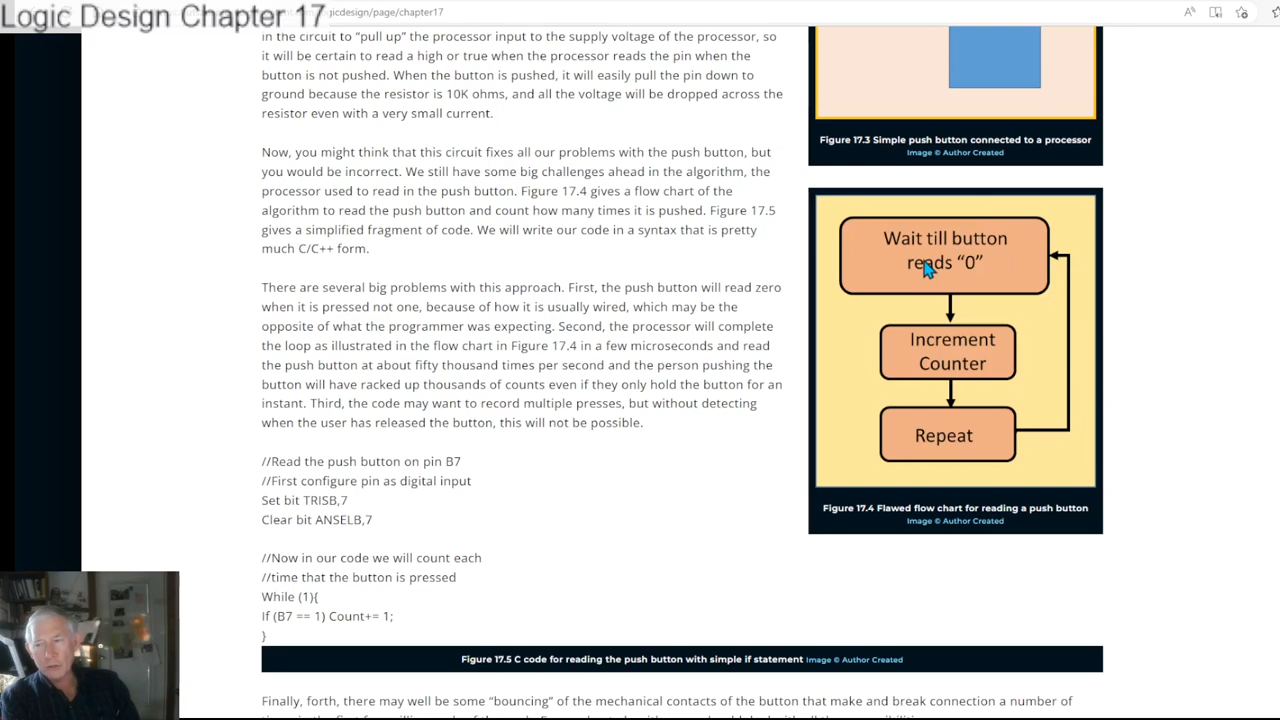 Logic Design Chapter 17
gicdesign/page/chapter17
in the circuit to “pull up” the processor input to the supply voltage of the processor, so
it will be certain to read a high or true when the processor reads the pin when the
button is not pushed. When the button is pushed, it will easily pull the pin down to
ground because the resistor is 10K ohms, and all the voltage will be dropped across the
resistor even with a very small current.
Now, you might think that this circuit fixes all our problems with the push button, but
you would be incorrect. We still have some big challenges ahead in the algorithm, the
processor used to read in the push button. Figure 17.4 gives a flow chart of the
algorithm to read the push button and count how many times it is pushed. Figure 17.5
gives a simplified fragment of code. We will write our code in a syntax that is pretty
much C/C++ form.
There are several big problems with this approach. First, the push button will read zero
when it is pressed not one, because of how it is usually wired, which may be the
opposite of what the programmer was expecting. Second, the processor will complete
the loop as illustrated in the flow chart in Figure 17.4 in a few microseconds and read
the push button at about fifty thousand times per second and the person pushing the
button will have racked up thousands of counts even if they only hold the button for an
instant. Third, the code may want to record multiple presses, but without detecting
when the user has released the button, this will not be possible.
//Read the push button on pin B7
//First configure pin as digital input
Set bit TRISB,7
Clear bit ANSELB,7
//Now in our code we will count each
//time that the button is pressed
While (1){
If (B7 == 1) Count+= 1;
}
Figure 17.5 C code for reading the push button with simple if statement Image © Author Created
Finally, forth, there may well be some “bouncing” of the mechanical contacts of the button that make and break connection a number of
Figure 17.3 Simple push button connected to a processor
Image © Author Created
Wait till button
reads “0”
Increment
Counter
Repeat
Figure 17.4 Flawed flow chart for reading a push button
Image © Author Created